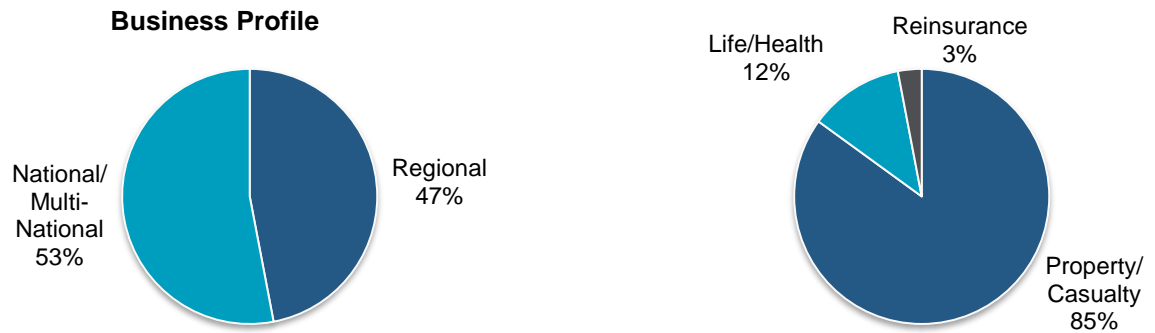 Business Profile
National/
Multi-
National
53%
Regional
47%
Life/Health
12%
Reinsurance
3%
Property/
Casualty
85%